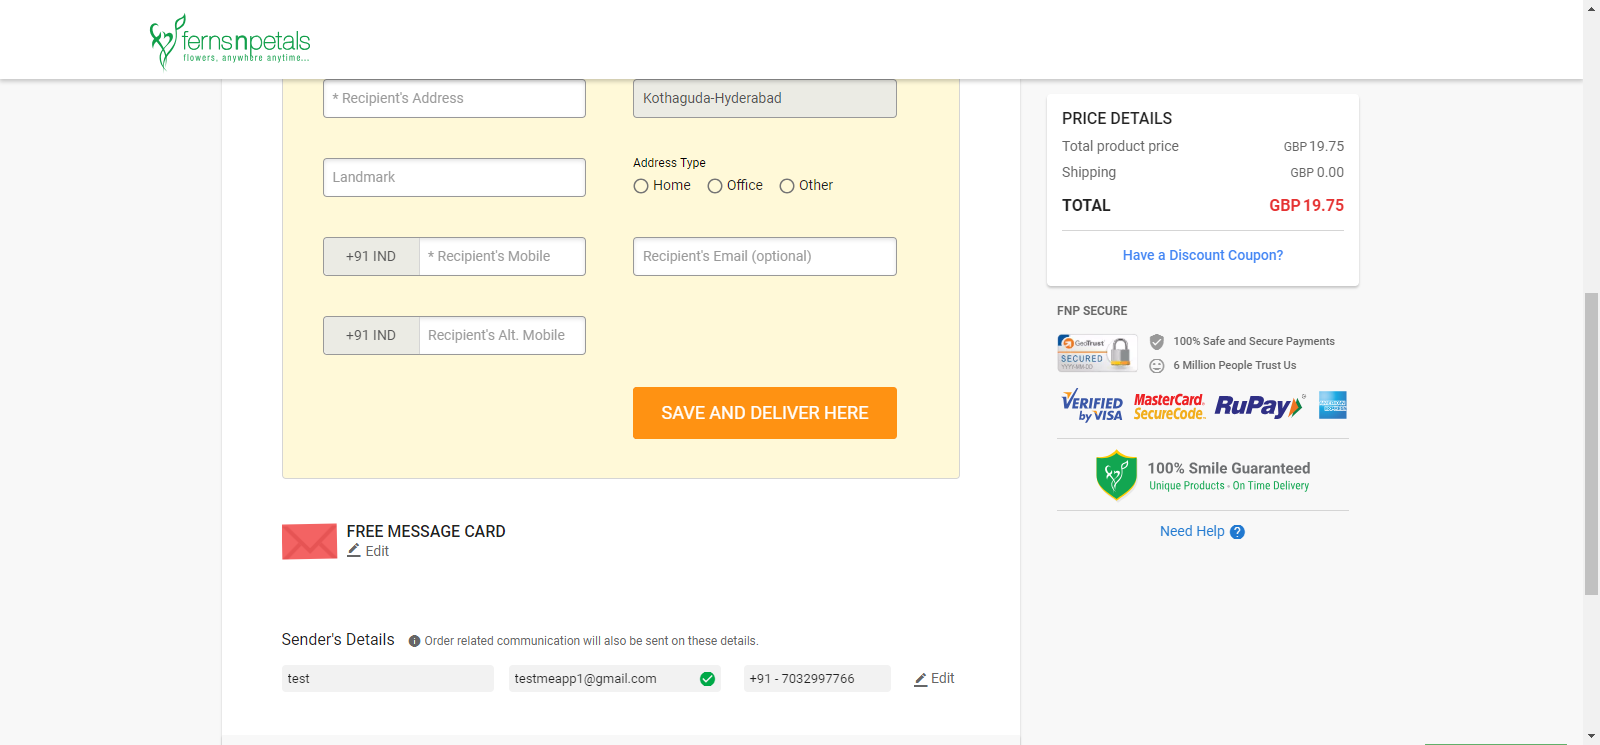 fernsnpetals
flowers, anywhere anytime...
* Recipient's Address
Kothaguda-Hyderabad
Landmark
Address Type
Home Office Other
+91 IND * Recipient's Mobile
Recipient's Email (optional)
+91 IND Recipient's Alt. Mobile
SAVE AND DELIVER HERE
FREE MESSAGE CARD
Edit
Sender's Details Order related communication will also be sent on these details.
test testmeapp1@gmail.com +91 - 7032997766 Edit
PRICE DETAILS
Total product price GBP 19.75
Shipping GBP 0.00
TOTAL GBP 19.75
Have a Discount Coupon?
FNP SECURE
GeoTrust
SECURED
YYYY-MM-DD
100% Safe and Secure Payments
6 Million People Trust Us
VERIFIED
by VISA
MasterCard.
SecureCode.
RuPay
100% Smile Guaranteed
Unique Products - On Time Delivery
Need Help ?